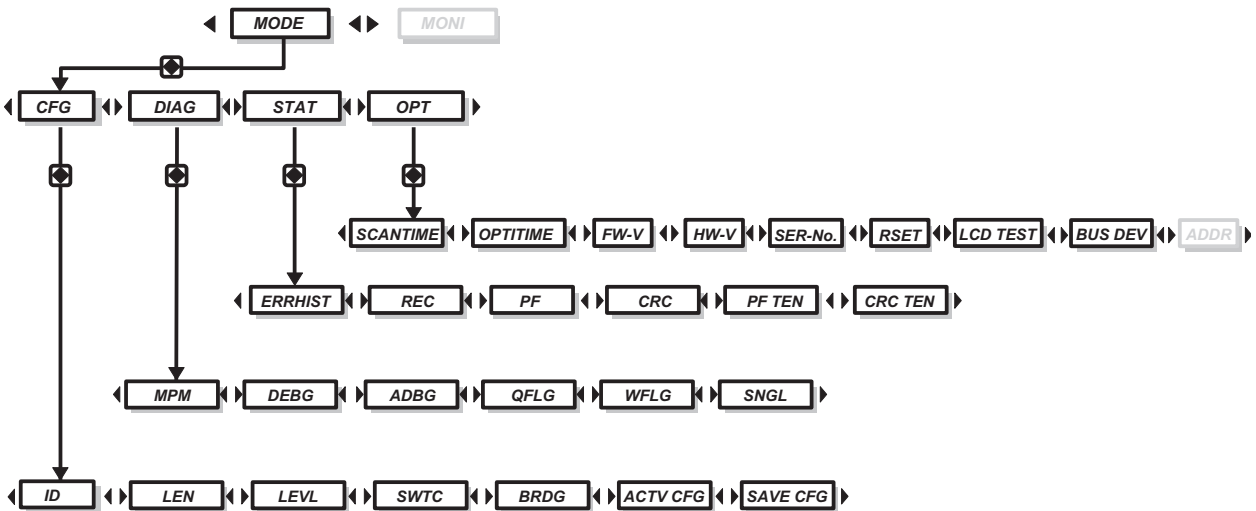 MODE MONI
CFG DIAG STAT OPT
SCANTIME OPTITIME FW-V HW-V SER-No. RSET LCD TEST BUS DEV ADDR
ERRHIST REC PF CRC PF TEN CRC TEN
MPM DEBG ADBG QFLG WFLG SNGL
ID LEN LEVL SWTC BRDG ACTV CFG SAVE CFG